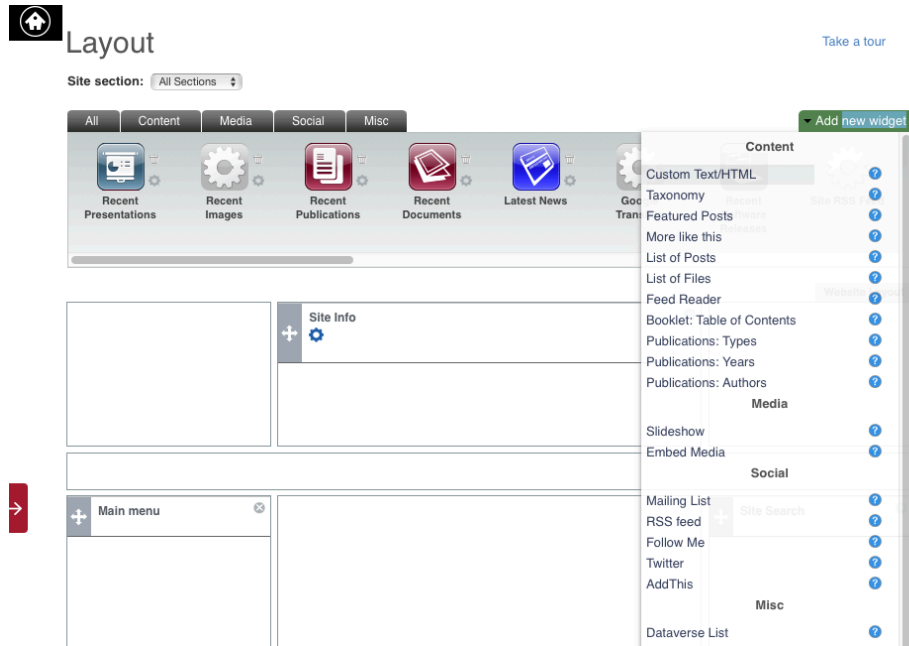 Layout
Take a tour
Site section: All Sections
All Content Media Social Misc
Add new widget
Recent Presentations
Recent Images
Recent Publications
Recent Documents
Latest News
Content
Custom Text/HTML
Taxonomy
Featured Posts
More like this
List of Posts
List of Files
Feed Reader
Booklet: Table of Contents
Publications: Types
Publications: Years
Publications: Authors
Media
Slideshow
Embed Media
Social
Mailing List
RSS feed
Follow Me
Twitter
AddThis
Misc
Dataverse List
Site Info
Main menu
Site Search